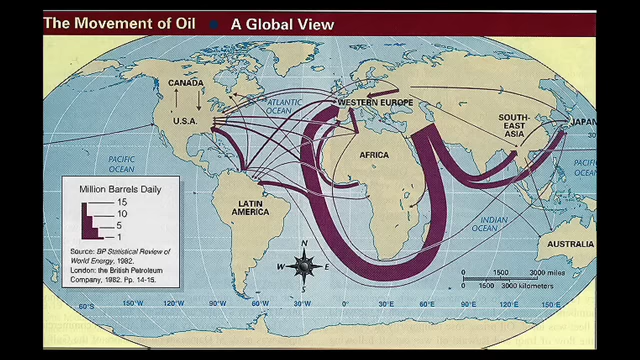 The Movement of Oil • A Global View
CANADA
U.S.A.
ATLANTIC
OCEAN
WESTERN EUROPE
SOUTH-
EAST
ASIA
JAPAN
30°
PACIFIC
OCEAN
AFRICA
PACIFIC
OCEAN
LATIN
AMERICA
INDIAN
OCEAN
AUSTRALIA
Million Barrels Daily
15
10
5
1
Source: BP Statistical Review of
World Energy, 1982.
London: the British Petroleum
Company, 1982. Pp. 14-15.
N
W E
S
0 1500 3000 miles
0 1500 3000 kilometers
60°S 150°W 120°W 90°W 60°W 30°W 0° 30°E 60°E 90°E 120°E 150°E